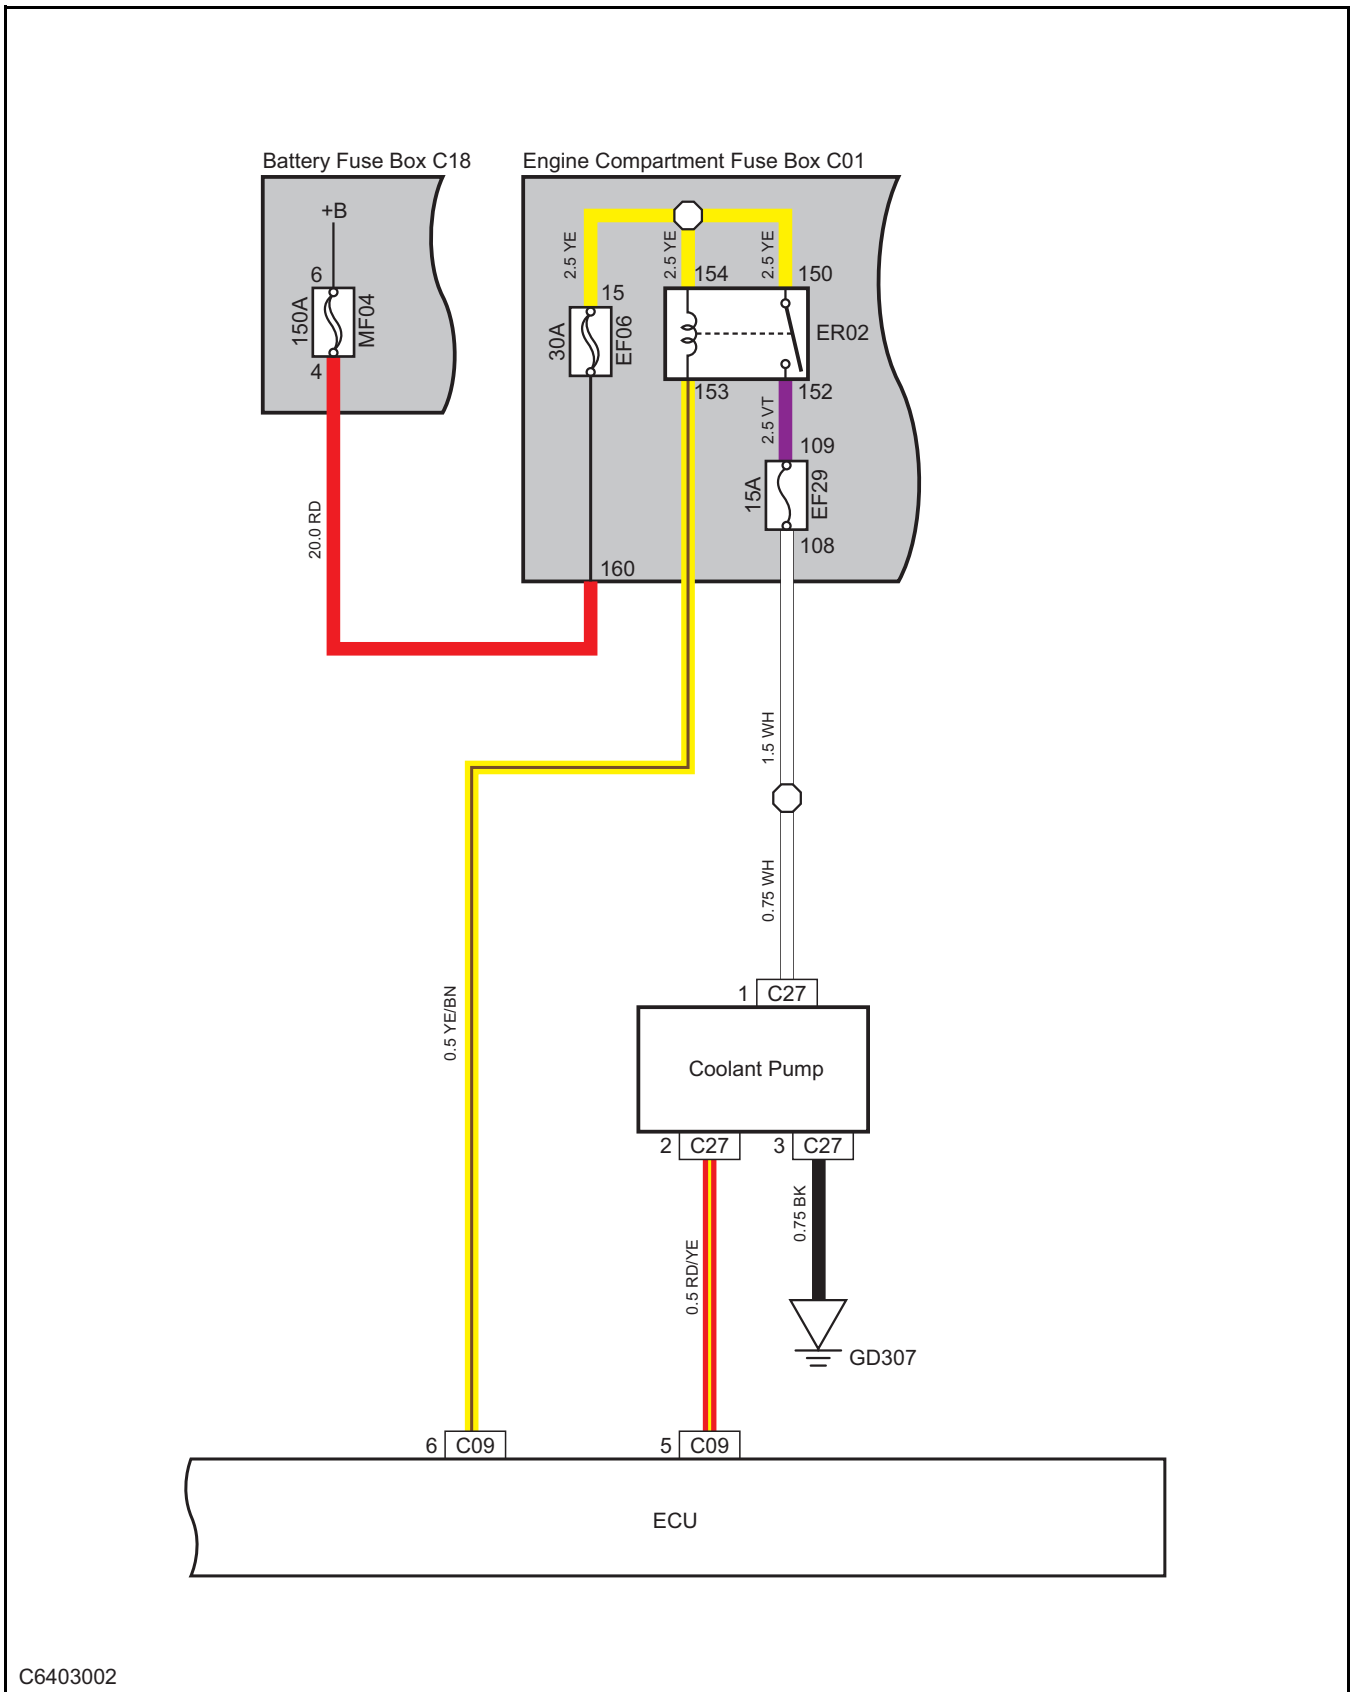 Battery Fuse Box C18
Engine Compartment Fuse Box C01
+B
6
150A
MF04
4
20.0 RD
2.5 YE
2.5 YE
2.5 YE
15
30A
EF06
154
150
ER02
153
152
2.5 VT
109
15A
EF29
108
160
1.5 WH
0.75 WH
0.5 YE/BN
1 C27
Coolant Pump
2 C27
3 C27
0.75 BK
0.5 RD/YE
GD307
6 C09
5 C09
ECU
C6403002